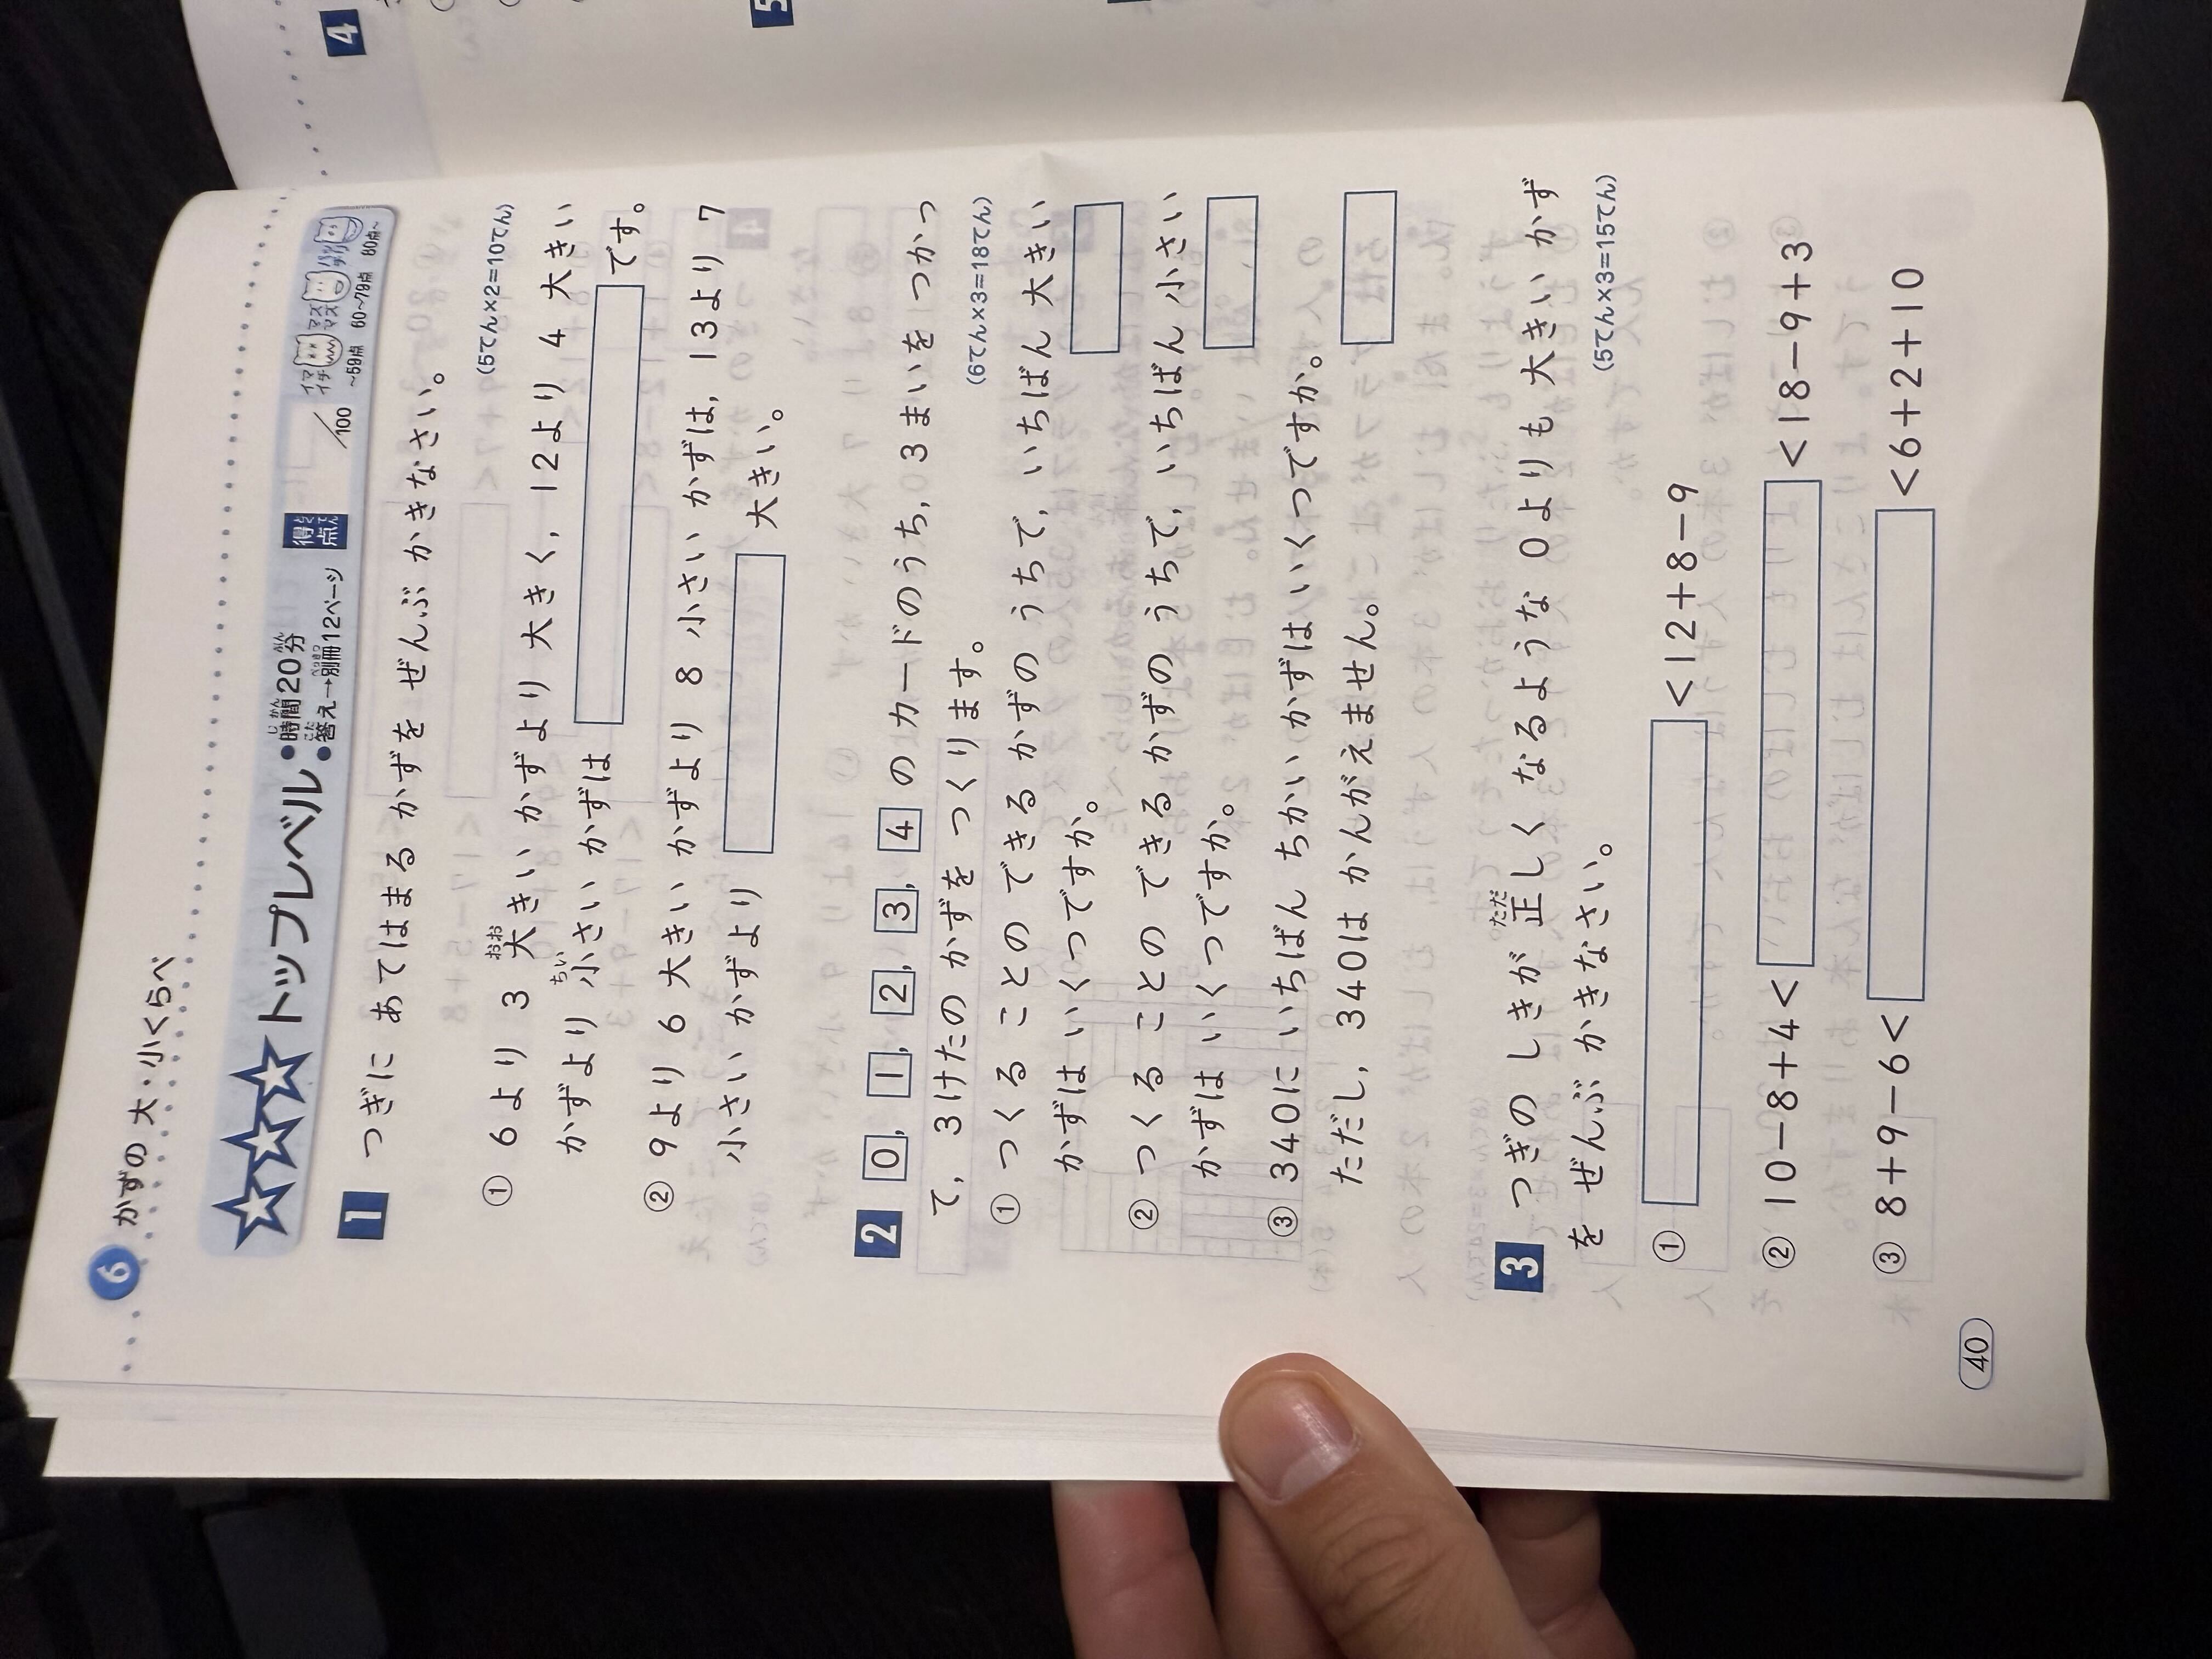 6 かずの 大・小くらべ
トップレベル
●時間20分
●答え→別冊12ページ
得点
/100
イマイチ ~59点
マズマズ 60~79点
バッチリ 80点~
1 つぎに あてはまる かずを ぜんぶ かきなさい。
(5てん×2=10てん)
① 6より 3 大きい かずより 大きく, 12より 4 大きい
かずより 小さい かずは です。
② 9より 6 大きい かずより 8 小さい かずは, 13より 7
小さい かずより 大きい。
2 0, 1, 2, 3, 4 のカードのうち, 3まいを つかっ
て, 3けたの かずを つくります。
(6てん×3=18てん)
① つくる ことの できる かずの うちで, いちばん 大きい
かずは いくつですか。
② つくる ことの できる かずの うちで, いちばん 小さい
かずは いくつですか。
③ 340に いちばん ちかい かずは いくつですか。
ただし, 340は かんがえません。
3 つぎの しきが 正しく なるような 0よりも 大きい かず
を ぜんぶ かきなさい。
(5てん×3=15てん)
① <12+8-9
② 10-8+4< <18-9+3
③ 8+9-6< <6+2+10
40
4
5